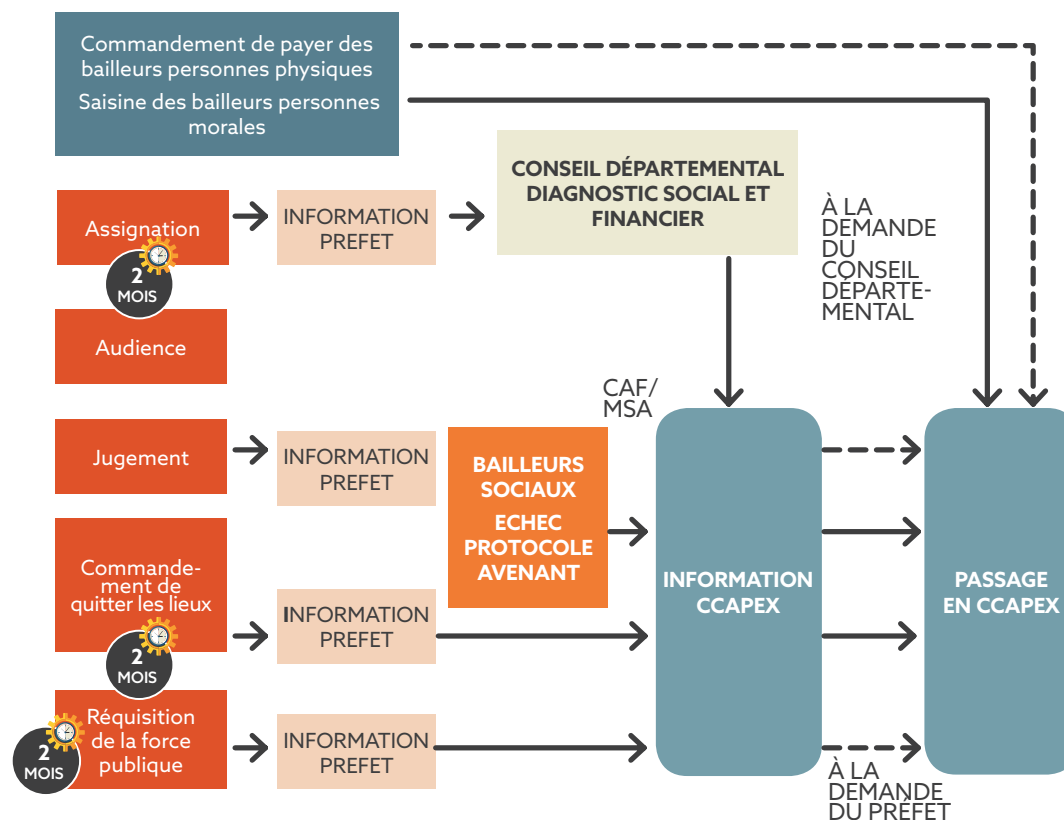 Commandement de payer des
bailleurs personnes physiques
Saisine des bailleurs personnes
morales
CONSEIL DÉPARTEMENTAL
DIAGNOSTIC SOCIAL ET
FINANCIER
Assignation
INFORMATION
PREFET
À LA
DEMANDE
DU
CONSEIL
DÉPARTE-
MENTAL
2
MOIS
Audience
CAF/
MSA
Jugement
INFORMATION
PREFET
BAILLEURS
SOCIAUX
ECHEC
PROTOCOLE
AVENANT
INFORMATION
CCAPEX
PASSAGE
EN CCAPEX
Commande-
ment de
quitter les lieux
INFORMATION
PREFET
2
MOIS
Réquisition
de la force
publique
2
MOIS
INFORMATION
PREFET
À LA
DEMANDE
DU PRÉFET